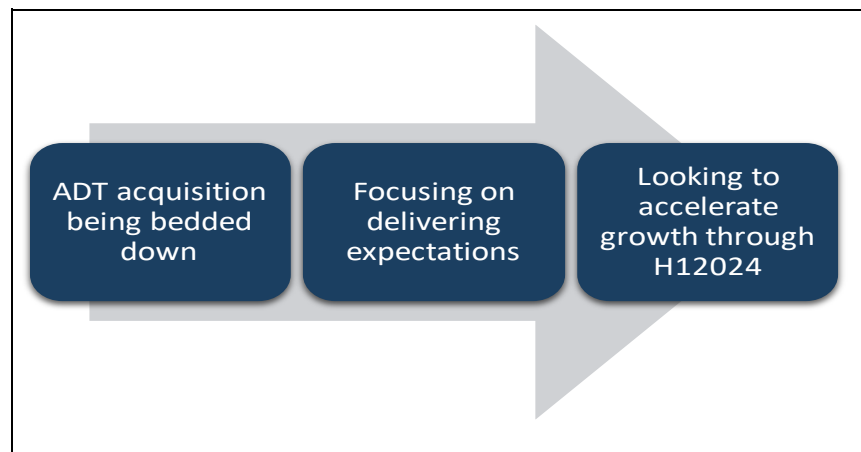 ADT acquisition
being bedded
down
Focusing on
delivering
expectations
Looking to
accelerate
growth through
H12024